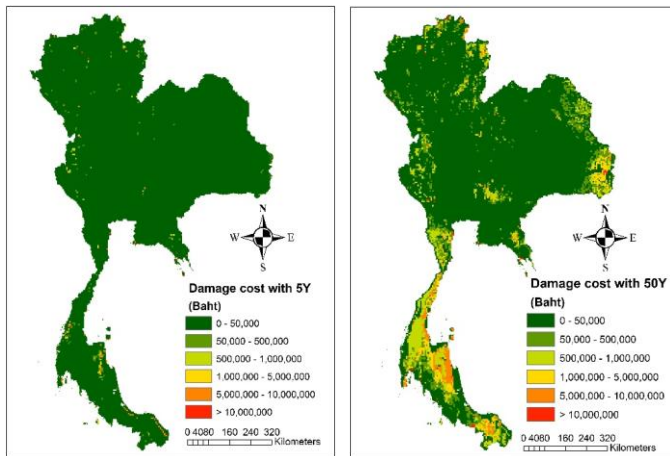 N
W E
S
Damage cost with 5Y
(Baht)
0 - 50,000
50,000 - 500,000
500,000 - 1,000,000
1,000,000 - 5,000,000
5,000,000 - 10,000,000
> 10,000,000
0 4080 160 240 320
Kilometers
N
W E
S
Damage cost with 50Y
(Baht)
0 - 50,000
50,000 - 500,000
500,000 - 1,000,000
1,000,000 - 5,000,000
5,000,000 - 10,000,000
> 10,000,000
0 4080 160 240 320
Kilometers